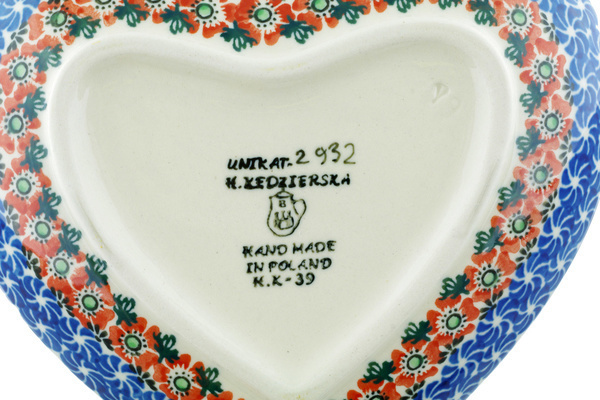 UNIKAT-2932
H.KEDZIERSKA
HAND MADE
IN POLAND
H.K-39